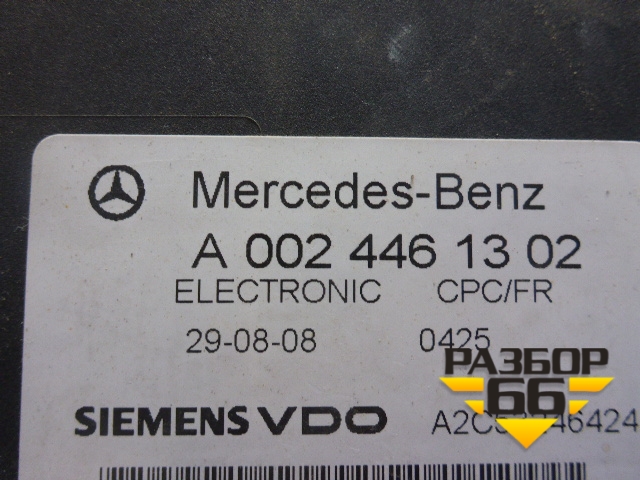 Mercedes-Benz
A 002 446 13 02
ELECTRONIC CPC/FR
29-08-08 0425
РАЗБОР
66
SIEMENS VDO